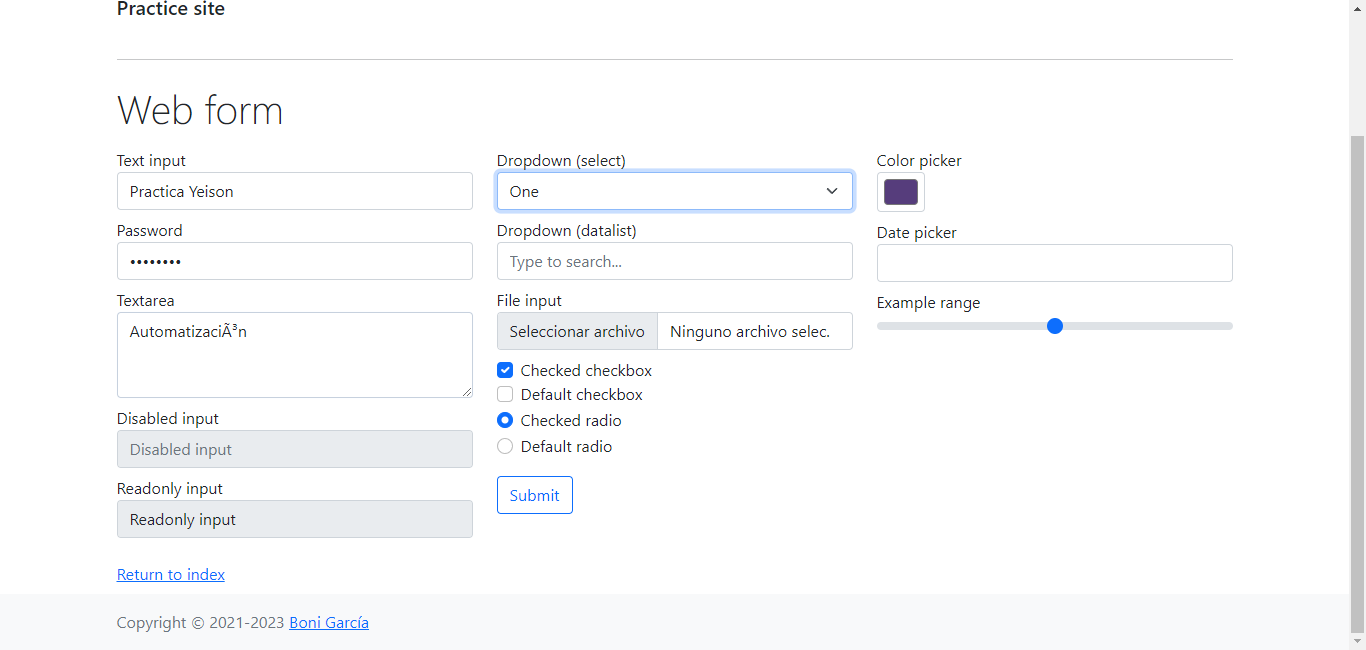 Practice site
Web form
Text input
Practica Yeison
Password
••••••••
Textarea
AutomatizaciÃ³n
Disabled input
Disabled input
Readonly input
Readonly input
Dropdown (select)
One
Dropdown (datalist)
Type to search...
File input
Seleccionar archivo Ninguno archivo selec.
Checked checkbox
Default checkbox
Checked radio
Default radio
Submit
Color picker
Date picker
Example range
Return to index
Copyright © 2021-2023 Boni García